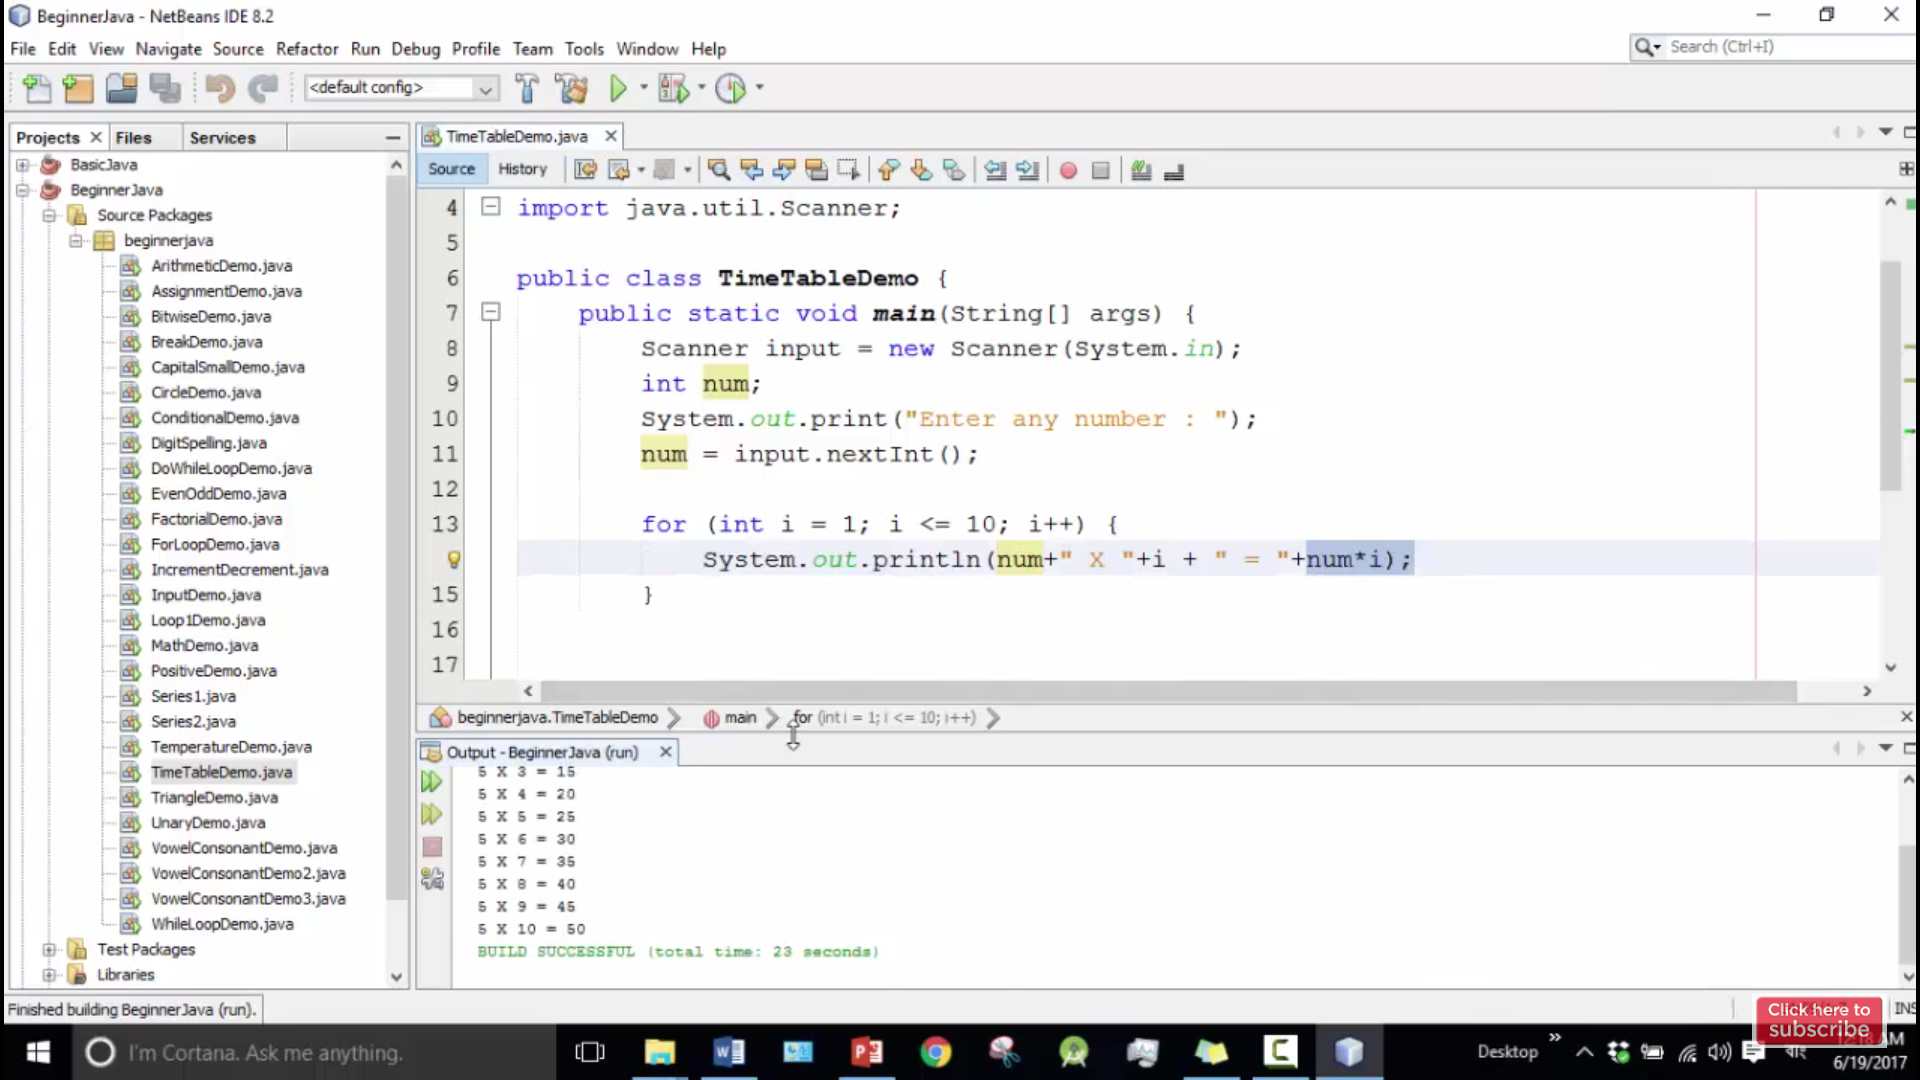 BeginnerJava - NetBeans IDE 8.2
File Edit View Navigate Source Refactor Run Debug Profile Team Tools Window Help
Search (Ctrl+I)
<default config>
Projects Files Services
TimeTableDemo.java
BasicJava
BeginnerJava
Source Packages
beginnerjava
ArithmeticDemo.java
AssignmentDemo.java
BitwiseDemo.java
BreakDemo.java
CapitalSmallDemo.java
CircleDemo.java
ConditionalDemo.java
DigitSpelling.java
DoWhileLoopDemo.java
EvenOddDemo.java
FactorialDemo.java
ForLoopDemo.java
IncrementDecrement.java
InputDemo.java
Loop1Demo.java
MathDemo.java
PositiveDemo.java
Series1.java
Series2.java
TemperatureDemo.java
TimeTableDemo.java
TriangleDemo.java
UnaryDemo.java
VowelConsonantDemo.java
VowelConsonantDemo2.java
VowelConsonantDemo3.java
WhileLoopDemo.java
Test Packages
Libraries
Source History
4 import java.util.Scanner;
5
6 public class TimeTableDemo {
7 public static void main(String[] args) {
8 Scanner input = new Scanner(System.in);
9 int num;
10 System.out.print("Enter any number : ");
11 num = input.nextInt();
12
13 for (int i = 1; i <= 10; i++) {
System.out.println(num+" X "+i + " = "+num*i);
15 }
16
17
beginnerjava.TimeTableDemo main for (int i = 1; i <= 10; i++)
Output - BeginnerJava (run)
5 X 3 = 15
5 X 4 = 20
5 X 5 = 25
5 X 6 = 30
5 X 7 = 35
5 X 8 = 40
5 X 9 = 45
5 X 10 = 50
BUILD SUCCESSFUL (total time: 23 seconds)
Finished building BeginnerJava (run).
INS
Click here to
subscribe
I'm Cortana. Ask me anything.
Desktop
বাং
AM
6/19/2017